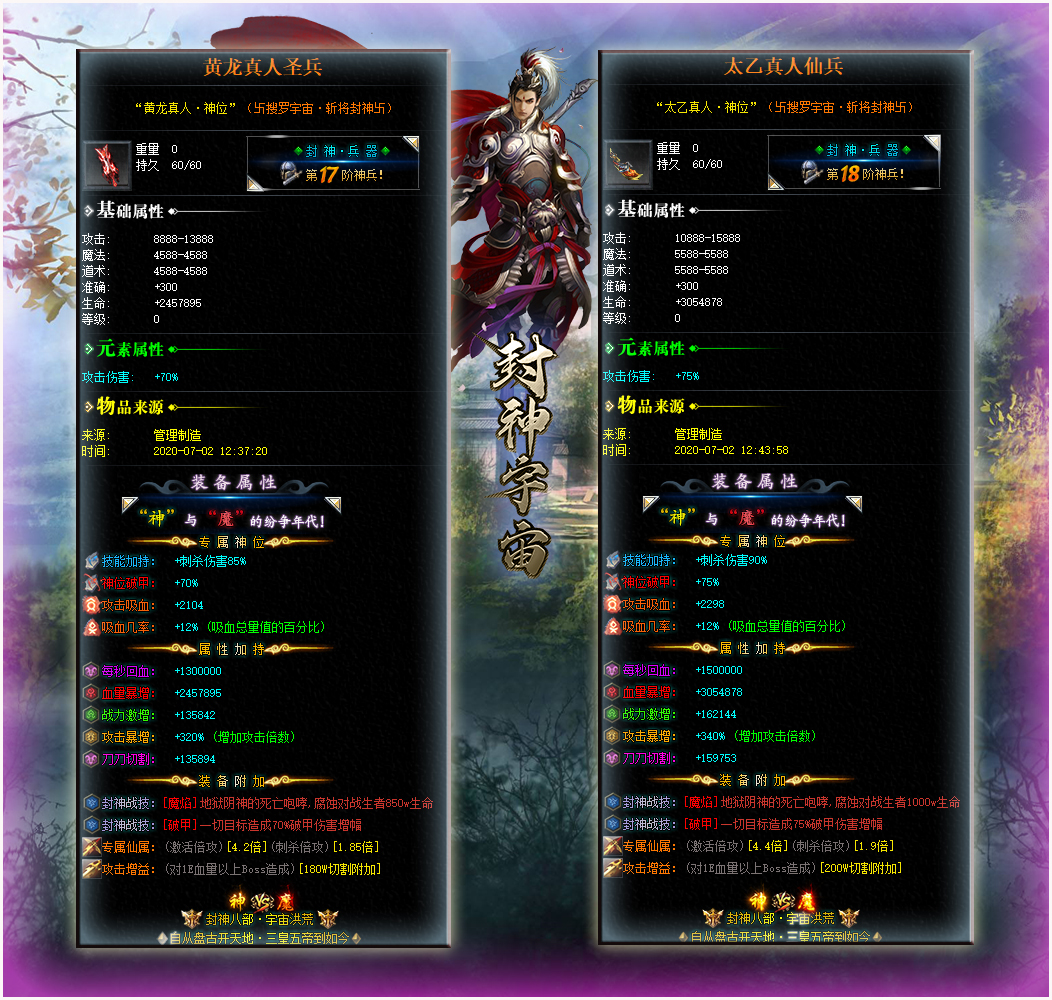 黄龙真人圣兵
“黄龙真人·神位”（卐搜罗宇宙·斩将封神卐）
重量 0
持久 60/60
封神·兵器
第17阶神兵!
基础属性
攻击: 8888-13888
魔法: 4588-4588
道术: 4588-4588
准确: +300
生命: +2457895
等级: 0
元素属性
攻击伤害: +70%
物品来源
来源: 管理制造
时间: 2020-07-02 12:37:20
装备属性
“神”与“魔”的纷争年代!
专属神位
技能加持: +刺杀伤害85%
神位破甲: +70%
攻击吸血: +2104
吸血几率: +12%（吸血总量值的百分比）
属性加持
每秒回血: +1300000
血量暴增: +2457895
战力激增: +135842
攻击暴增: +320%（增加攻击倍数）
刀刀切割: +135894
装备附加
封神战技: [魔焰]地狱阴神的死亡咆哮,腐蚀对战生者850w生命
封神战技: [破甲]一切目标造成70%破甲伤害增幅
专属仙属: (激活倍攻)[4.2倍](刺杀倍攻)[1.85倍]
攻击增益: (对1E血量以上Boss造成)[180W切割附加]
神VS魔
封神八部·宇宙洪荒
自从盘古开天地·三皇五帝到如今
封神宇宙
太乙真人仙兵
“太乙真人·神位”（卐搜罗宇宙·斩将封神卐）
重量 0
持久 60/60
封神·兵器
第18阶神兵!
基础属性
攻击: 10888-15888
魔法: 5588-5588
道术: 5588-5588
准确: +300
生命: +3054878
等级: 0
元素属性
攻击伤害: +75%
物品来源
来源: 管理制造
时间: 2020-07-02 12:43:58
装备属性
“神”与“魔”的纷争年代!
专属神位
技能加持: +刺杀伤害90%
神位破甲: +75%
攻击吸血: +2298
吸血几率: +12%（吸血总量值的百分比）
属性加持
每秒回血: +1500000
血量暴增: +3054878
战力激增: +162144
攻击暴增: +340%（增加攻击倍数）
刀刀切割: +159753
装备附加
封神战技: [魔焰]地狱阴神的死亡咆哮,腐蚀对战生者1000w生命
封神战技: [破甲]一切目标造成75%破甲伤害增幅
专属仙属: (激活倍攻)[4.4倍](刺杀倍攻)[1.9倍]
攻击增益: (对1E血量以上Boss造成)[200W切割附加]
神VS魔
封神八部·宇宙洪荒
自从盘古开天地·三皇五帝到如今